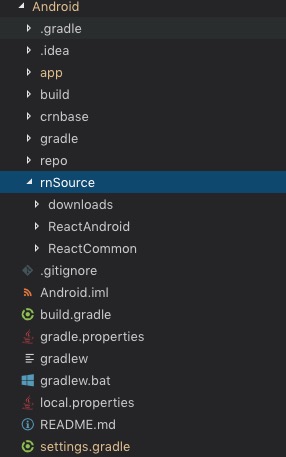 Android
.gradle
.idea
app
build
crnbase
gradle
repo
rnSource
downloads
ReactAndroid
ReactCommon
.gitignore
Android.iml
build.gradle
gradle.properties
gradlew
gradlew.bat
local.properties
README.md
settings.gradle